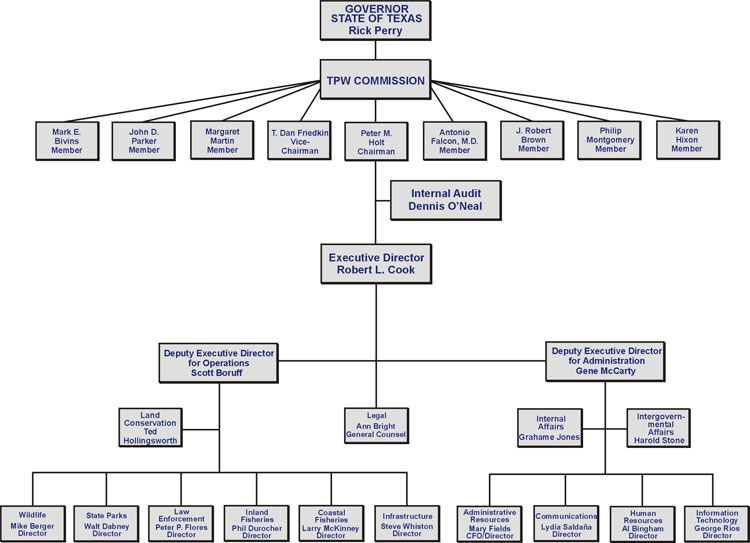 GOVERNOR
STATE OF TEXAS
Rick Perry
TPW COMMISSION
Mark E.
Bivins
Member
John D.
Parker
Member
Margaret
Martin
Member
T. Dan Friedkin
Vice-
Chairman
Peter M.
Holt
Chairman
Antonio
Falcon, M.D.
Member
J. Robert
Brown
Member
Philip
Montgomery
Member
Karen
Hixon
Member
Internal Audit
Dennis O'Neal
Executive Director
Robert L. Cook
Deputy Executive Director
for Operations
Scott Boruff
Deputy Executive Director
for Administration
Gene McCarty
Land
Conservation
Ted
Hollingsworth
Legal
Ann Bright
General Counsel
Internal
Affairs
Grahame Jones
Intergovern-
mental
Affairs
Harold Stone
Wildlife
Mike Berger
Director
State Parks
Walt Dabney
Director
Law
Enforcement
Peter P. Flores
Director
Inland
Fisheries
Phil Durocher
Director
Coastal
Fisheries
Larry McKinney
Director
Infrastructure
Steve Whiston
Director
Administrative
Resources
Mary Fields
CFO/Director
Communications
Lydia Saldaña
Director
Human
Resources
Al Bingham
Director
Information
Technology
George Rios
Director